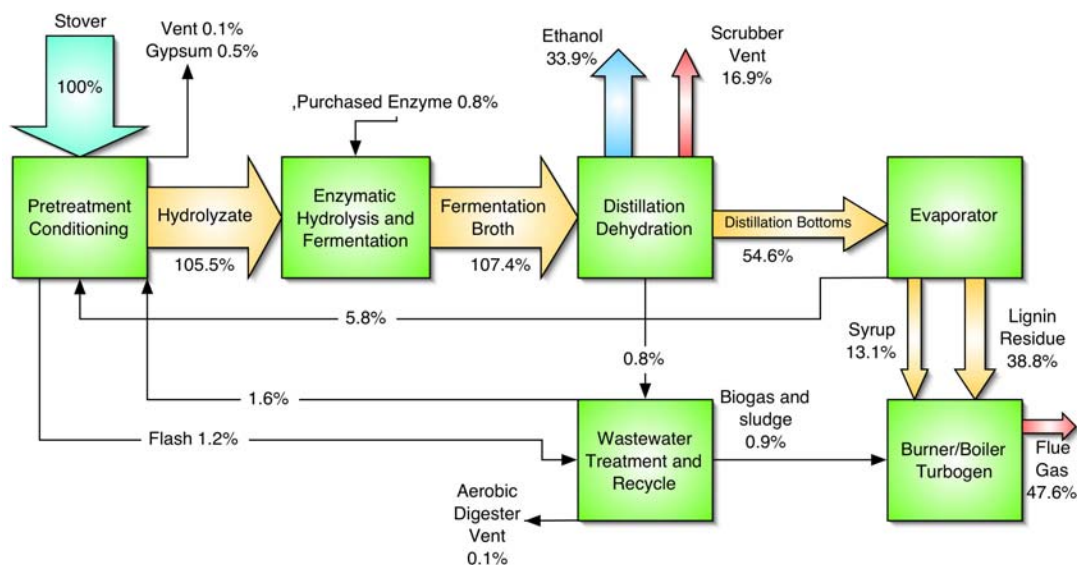 Stover
100%
Vent 0.1%
Gypsum 0.5%
Pretreatment
Conditioning
Hydrolyzate
105.5%
,Purchased Enzyme 0.8%
Enzymatic
Hydrolysis and
Fermentation
Fermentation
Broth
107.4%
Ethanol
33.9%
Scrubber
Vent
16.9%
Distillation
Dehydration
Distillation Bottoms
54.6%
Evaporator
5.8%
0.8%
Syrup
13.1%
Lignin
Residue
38.8%
1.6%
Flash 1.2%
Wastewater
Treatment and
Recycle
Biogas and
sludge
0.9%
Burner/Boiler
Turbogen
Flue
Gas
47.6%
Aerobic
Digester
Vent
0.1%